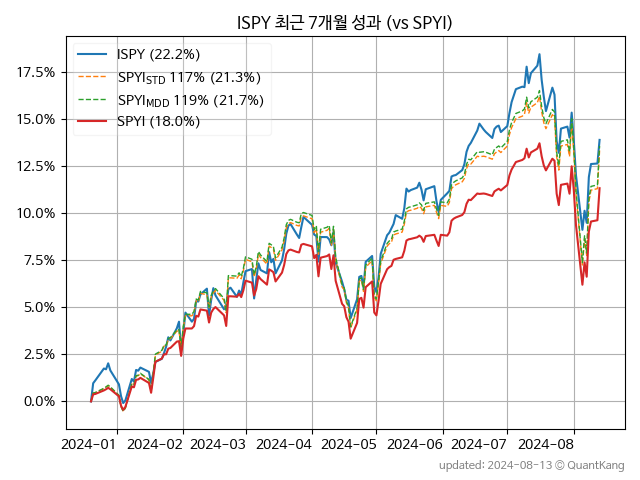 ISPY 최근 7개월 성과 (vs SPYI)
ISPY (22.2%)
SPYI_STD 117% (21.3%)
SPYI_MDD 119% (21.7%)
SPYI (18.0%)
17.5%
15.0%
12.5%
10.0%
7.5%
5.0%
2.5%
0.0%
2024-01 2024-02 2024-03 2024-04 2024-05 2024-06 2024-07 2024-08
updated: 2024-08-13 © QuantKang